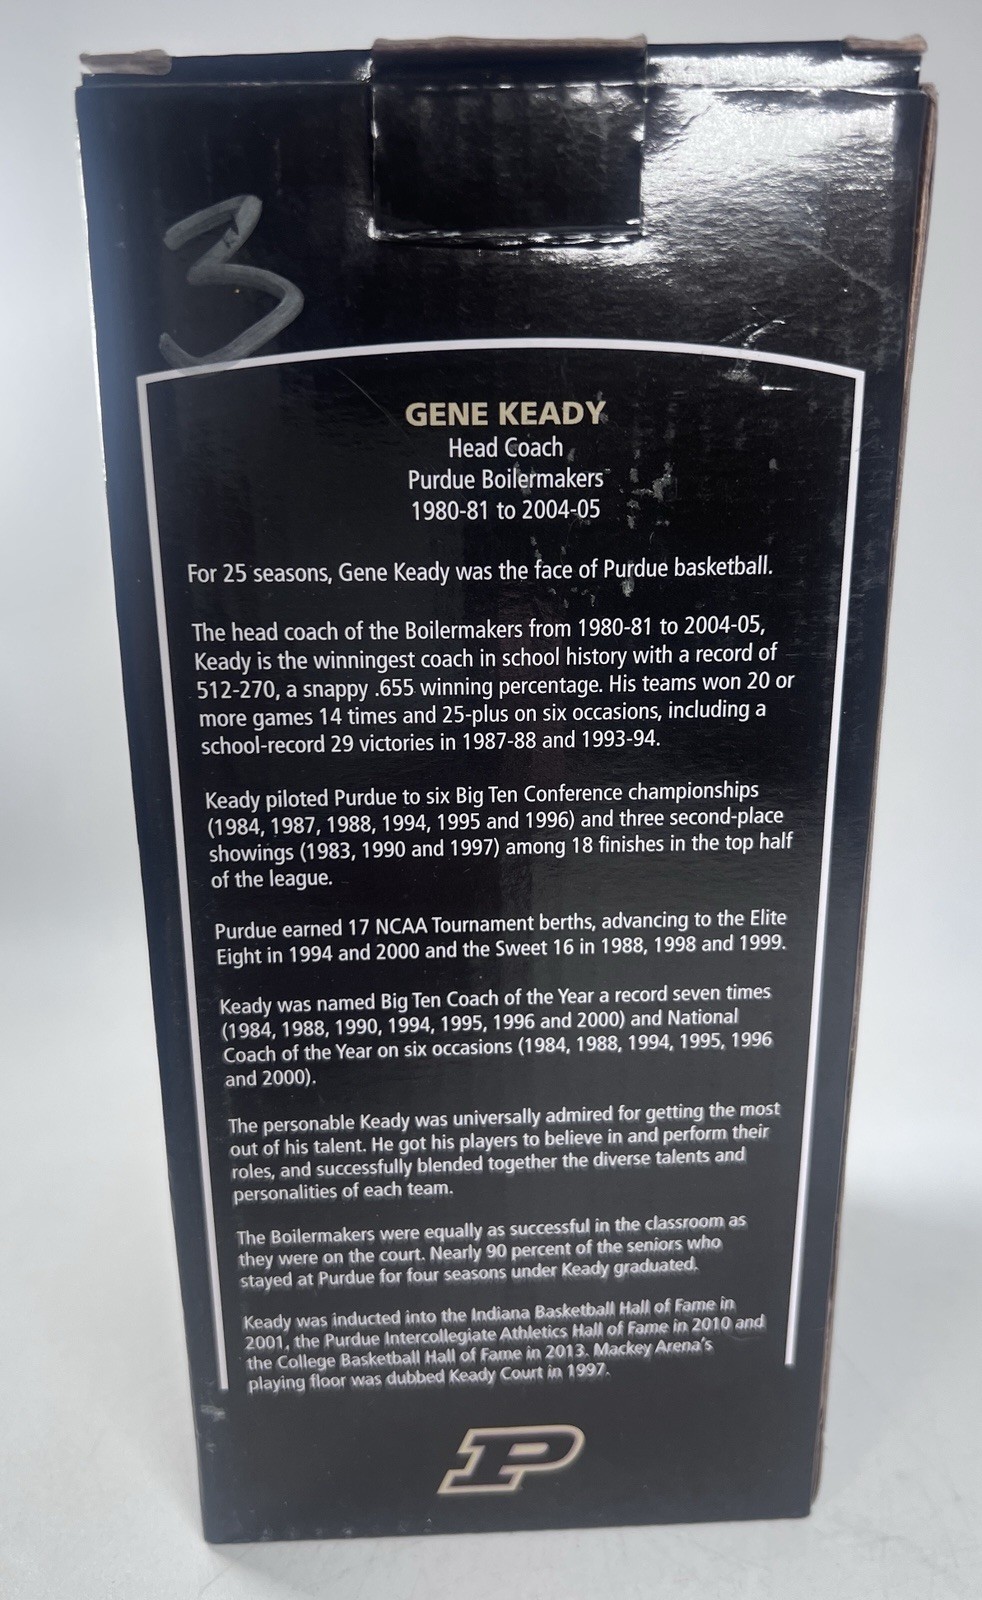 3
GENE KEADY
Head Coach
Purdue Boilermakers
1980-81 to 2004-05
For 25 seasons, Gene Keady was the face of Purdue basketball.
The head coach of the Boilermakers from 1980-81 to 2004-05,
Keady is the winningest coach in school history with a record of
512-270, a snappy .655 winning percentage. His teams won 20 or
more games 14 times and 25-plus on six occasions, including a
school-record 29 victories in 1987-88 and 1993-94.
Keady piloted Purdue to six Big Ten Conference championships
(1984, 1987, 1988, 1994, 1995 and 1996) and three second-place
showings (1983, 1990 and 1997) among 18 finishes in the top half
of the league.
Purdue earned 17 NCAA Tournament berths, advancing to the Elite
Eight in 1994 and 2000 and the Sweet 16 in 1988, 1998 and 1999.
Keady was named Big Ten Coach of the Year a record seven times
(1984, 1988, 1990, 1994, 1995, 1996 and 2000) and National
Coach of the Year on six occasions (1984, 1988, 1994, 1995, 1996
and 2000).
The personable Keady was universally admired for getting the most
out of his talent. He got his players to believe in and perform their
roles, and successfully blended together the diverse talents and
personalities of each team.
The Boilermakers were equally as successful in the classroom as
they were on the court. Nearly 90 percent of the seniors who
stayed at Purdue for four seasons under Keady graduated.
Keady was inducted into the Indiana Basketball Hall of Fame in
2001, the Purdue Intercollegiate Athletics Hall of Fame in 2010 and
the College Basketball Hall of Fame in 2013. Mackey Arena's
playing floor was dubbed Keady Court in 1997.
P